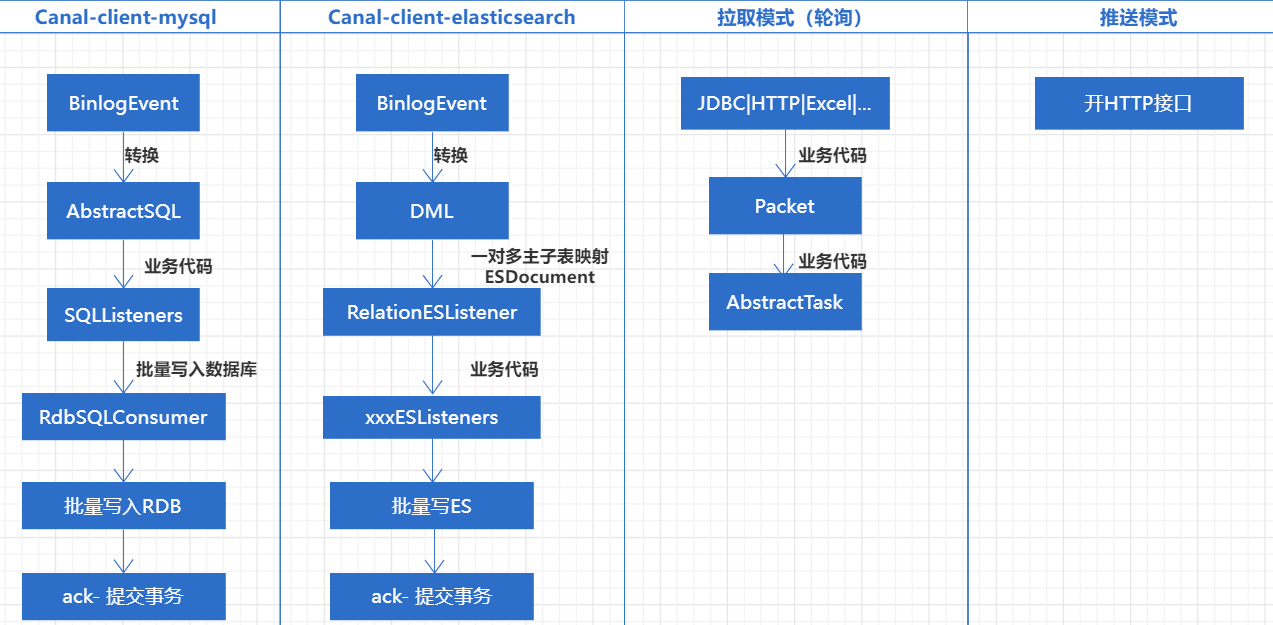 Canal-client-mysql
BinlogEvent
转换
AbstractSQL
业务代码
SQLListeners
批量写入数据库
RdbSQLConsumer
批量写入RDB
ack- 提交事务
Canal-client-elasticsearch
BinlogEvent
转换
DML
一对多主子表映射
ESDocument
RelationESListener
业务代码
xxxESListeners
批量写ES
ack- 提交事务
拉取模式（轮询）
JDBC|HTTP|Excel|...
业务代码
Packet
业务代码
AbstractTask
推送模式
开HTTP接口